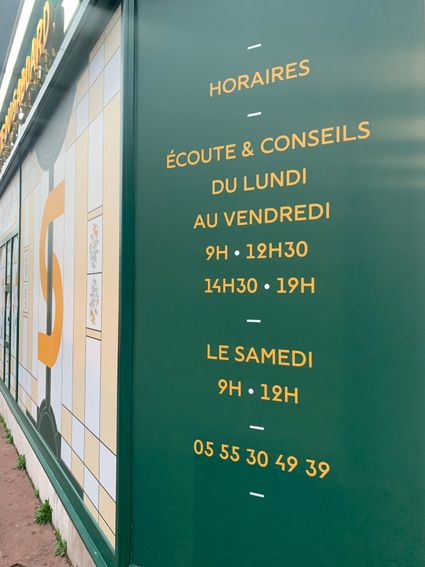 HORAIRES
ÉCOUTE & CONSEILS
DU LUNDI
AU VENDREDI
9H • 12H30
14H30 • 19H
LE SAMEDI
9H • 12H
05 55 30 49 39
S